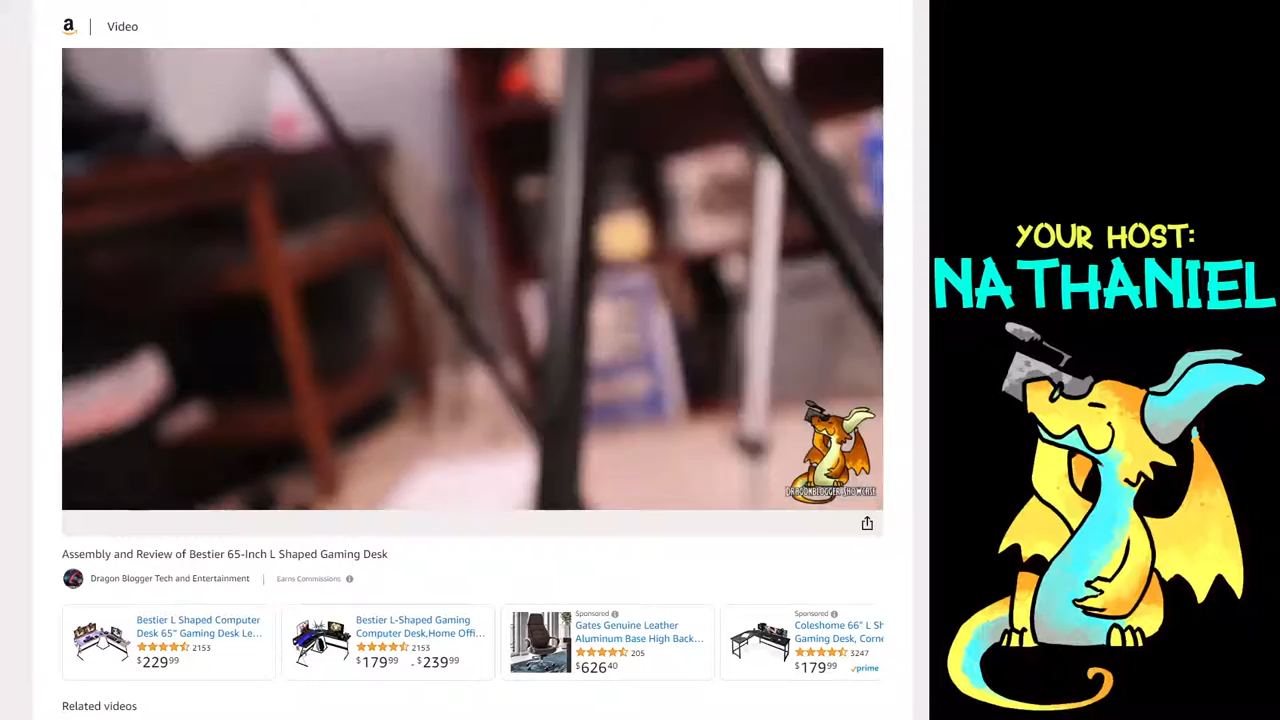 a | Video
YOUR HOST:
NATHANIEL
DRAGONBLOGGER SHOWCASE
Assembly and Review of Bestier 65-Inch L Shaped Gaming Desk
Dragon Blogger Tech and Entertainment | Earns Commissions
Bestier L Shaped Computer
Desk 65" Gaming Desk Le...
2153
$229.99
Bestier L-Shaped Gaming
Computer Desk,Home Offi...
2153
$179.99 - $239.99
Sponsored
Gates Genuine Leather
Aluminum Base High Back...
205
$626.40
Sponsored
Coleshome 66" L Sh
Gaming Desk, Corne
3247
$179.99 prime
Related videos